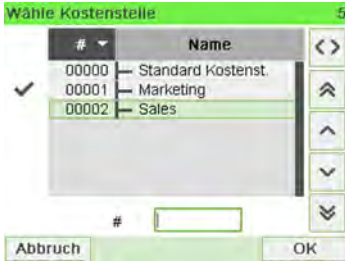 Wähle Kostenstelle 5
# Name
00000 Standard Kostenst.
00001 Marketing
00002 Sales
#
Abbruch OK